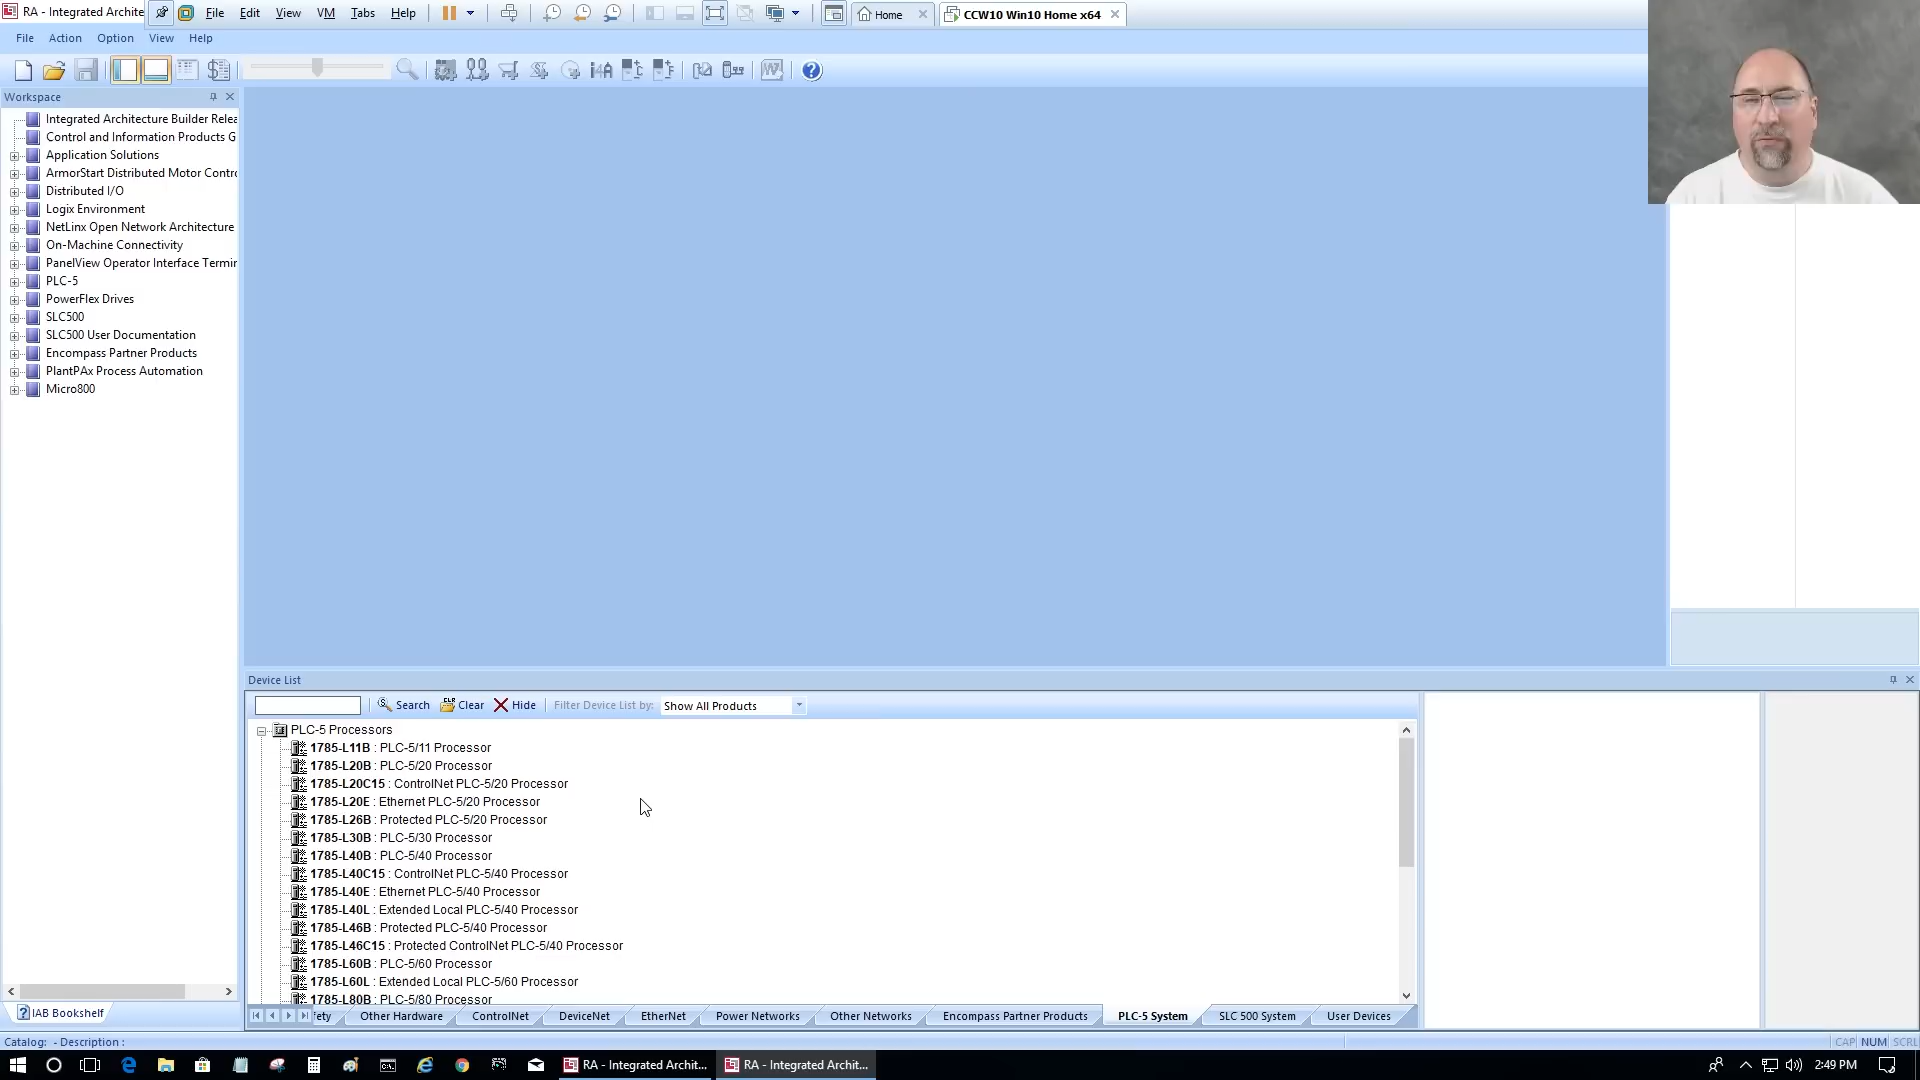 RA - Integrated Archite File Edit View VM Tabs Help Home CCW10 Win10 Home x64
File Action Option View Help
Workspace
Integrated Architecture Builder Relea
Control and Information Products G
Application Solutions
ArmorStart Distributed Motor Contro
Distributed I/O
Logix Environment
NetLinx Open Network Architecture
On-Machine Connectivity
PanelView Operator Interface Termin
PLC-5
PowerFlex Drives
SLC500
SLC500 User Documentation
Encompass Partner Products
PlantPAx Process Automation
Micro800
IAB Bookshelf
Device List
Search CLR Clear Hide Filter Device List by: Show All Products
PLC-5 Processors
1785-L11B : PLC-5/11 Processor
1785-L20B : PLC-5/20 Processor
1785-L20C15 : ControlNet PLC-5/20 Processor
1785-L20E : Ethernet PLC-5/20 Processor
1785-L26B : Protected PLC-5/20 Processor
1785-L30B : PLC-5/30 Processor
1785-L40B : PLC-5/40 Processor
1785-L40C15 : ControlNet PLC-5/40 Processor
1785-L40E : Ethernet PLC-5/40 Processor
1785-L40L : Extended Local PLC-5/40 Processor
1785-L46B : Protected PLC-5/40 Processor
1785-L46C15 : Protected ControlNet PLC-5/40 Processor
1785-L60B : PLC-5/60 Processor
1785-L60L : Extended Local PLC-5/60 Processor
1785-L80B : PLC-5/80 Processor
fety Other Hardware ControlNet DeviceNet EtherNet Power Networks Other Networks Encompass Partner Products PLC-5 System SLC 500 System User Devices
Catalog: - Description : CAP NUM SCRL
RA - Integrated Archit... RA - Integrated Archit... 2:49 PM